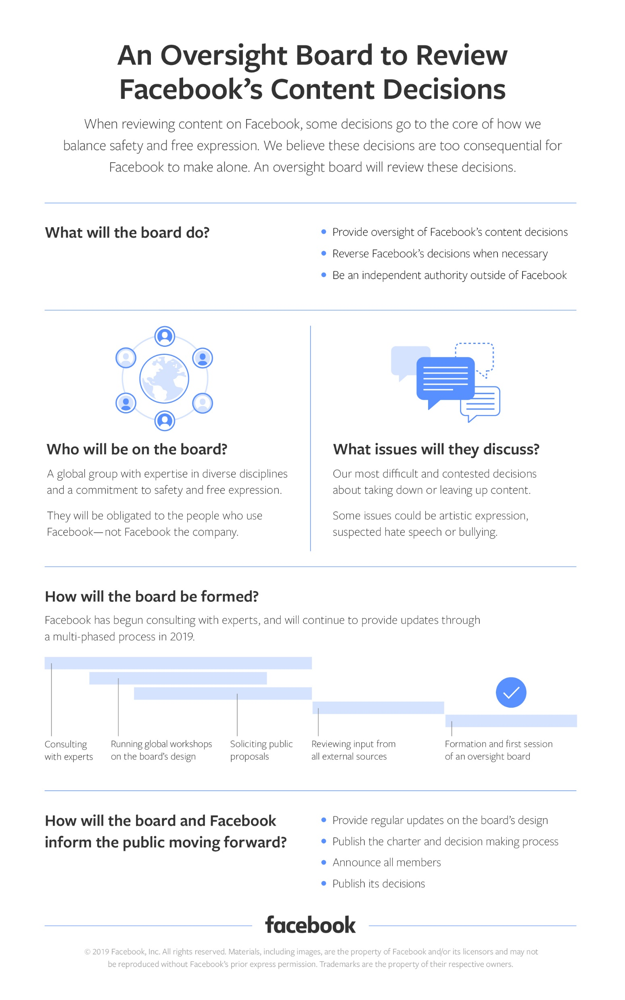 An Oversight Board to Review
Facebook’s Content Decisions
When reviewing content on Facebook, some decisions go to the core of how we
balance safety and free expression. We believe these decisions are too consequential for
Facebook to make alone. An oversight board will review these decisions.
What will the board do?
Provide oversight of Facebook’s content decisions
Reverse Facebook’s decisions when necessary
Be an independent authority outside of Facebook
Who will be on the board?
A global group with expertise in diverse disciplines
and a commitment to safety and free expression.
They will be obligated to the people who use
Facebook—not Facebook the company.
What issues will they discuss?
Our most difficult and contested decisions
about taking down or leaving up content.
Some issues could be artistic expression,
suspected hate speech or bullying.
How will the board be formed?
Facebook has begun consulting with experts, and will continue to provide updates through
a multi-phased process in 2019.
Consulting
with experts
Running global workshops
on the board’s design
Soliciting public
proposals
Reviewing input from
all external sources
Formation and first session
of an oversight board
How will the board and Facebook
inform the public moving forward?
Provide regular updates on the board’s design
Publish the charter and decision making process
Announce all members
Publish its decisions
facebook
© 2019 Facebook, Inc. All rights reserved. Materials, including images, are the property of Facebook and/or its licensors and may not
be reproduced without Facebook’s prior express permission. Trademarks are the property of their respective owners.